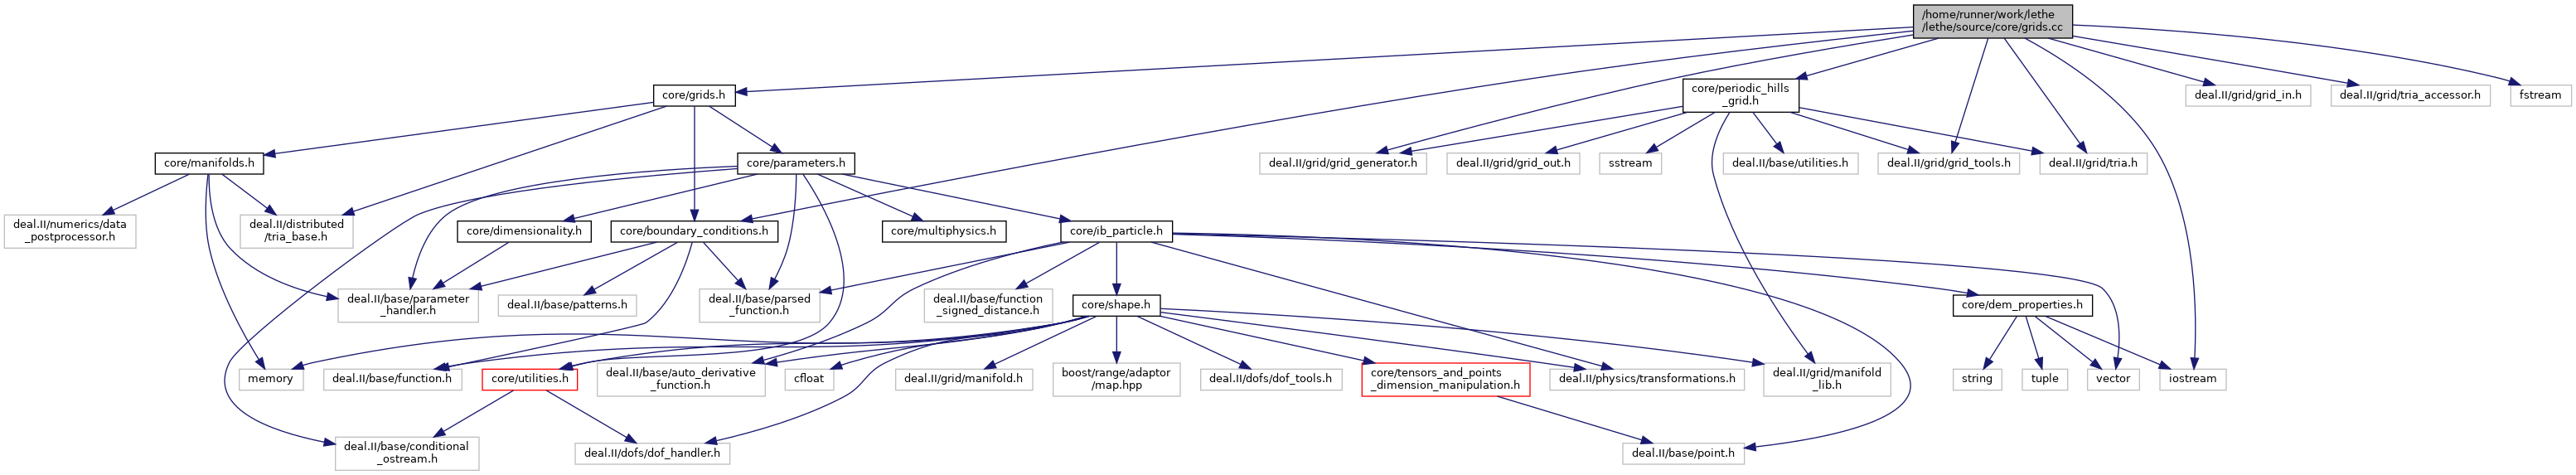 /home/runner/work/lethe
/lethe/source/core/grids.cc
core/grids.h
core/periodic_hills
_grid.h
deal.II/grid/grid_in.h
deal.II/grid/tria_accessor.h
fstream
core/manifolds.h
core/parameters.h
deal.II/grid/grid_generator.h
deal.II/grid/grid_out.h
sstream
deal.II/base/utilities.h
deal.II/grid/grid_tools.h
deal.II/grid/tria.h
deal.II/numerics/data
_postprocessor.h
deal.II/distributed
/tria_base.h
core/dimensionality.h
core/boundary_conditions.h
core/multiphysics.h
core/ib_particle.h
deal.II/base/parameter
_handler.h
deal.II/base/patterns.h
deal.II/base/parsed
_function.h
deal.II/base/function
_signed_distance.h
core/shape.h
core/dem_properties.h
memory
deal.II/base/function.h
core/utilities.h
deal.II/base/auto_derivative
_function.h
cfloat
deal.II/grid/manifold.h
boost/range/adaptor
/map.hpp
deal.II/dofs/dof_tools.h
core/tensors_and_points
_dimension_manipulation.h
deal.II/physics/transformations.h
deal.II/grid/manifold
_lib.h
string
tuple
vector
iostream
deal.II/base/conditional
_ostream.h
deal.II/dofs/dof_handler.h
deal.II/base/point.h